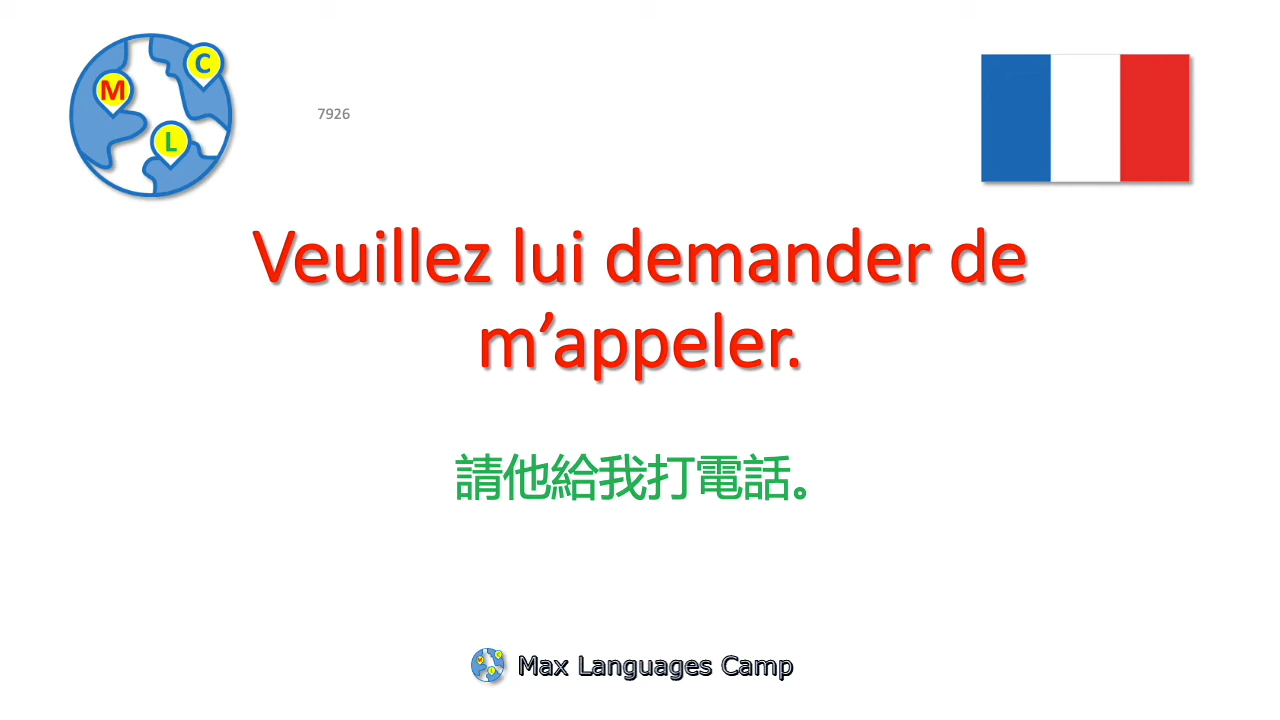 C
M
L
7926
Veuillez lui demander de
m’appeler.
請他給我打電話。
Max Languages Camp